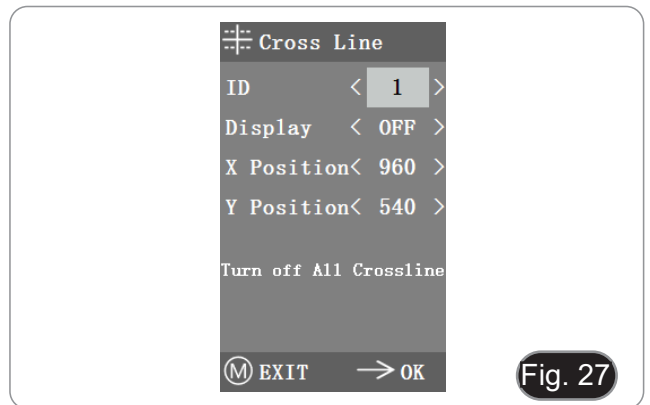 Cross Line
ID < 1 >
Display < OFF >
X Position < 960 >
Y Position < 540 >
Turn off All Crossline
M EXIT → OK
Fig. 27